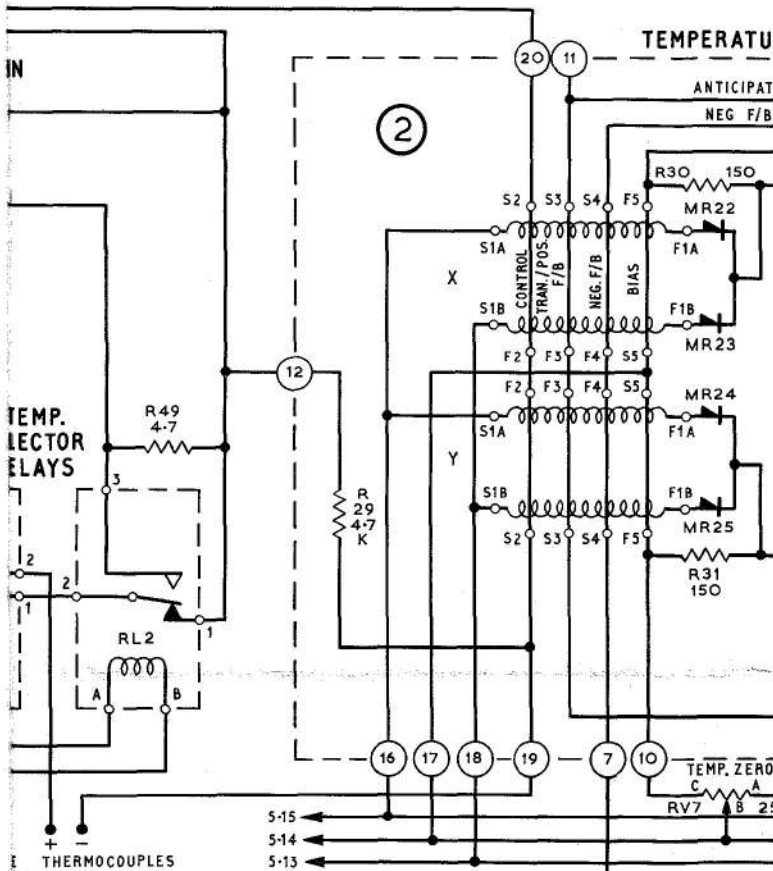 TEMPERATU
IN
20
11
ANTICIPAT
NEG F/B
2
R30 150
S2 S3 S4 F5
MR22
S1A
F1A
X
CONTROL
TRAN./POS.
F/B
NEG. F/B
BIAS
S1B
F1B
MR23
F2 F3 F4 S5
12
F2 F3 F4 S5
MR24
R49
4·7
TEMP.
LECTOR
ELAYS
S1A
F1A
Y
3
S1B
F1B
R
29
4·7
K
MR25
S2 S3 S4 F5
R31
150
2
2
1
1
RL2
A B
16 17 18 19 7 10
TEMP. ZERO
C A
RV7 B 25
5·15
5·14
5·13
+ −
E THERMOCOUPLES